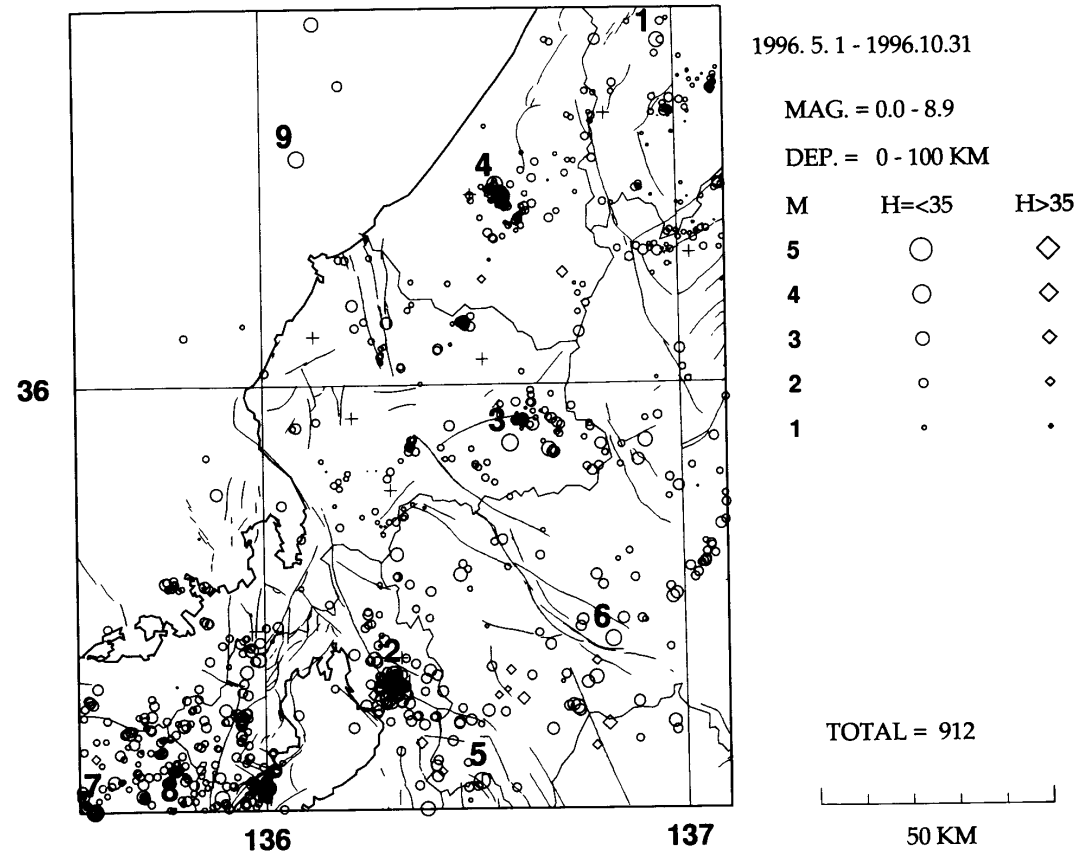 1
1996. 5. 1 - 1996.10.31
MAG. = 0.0 - 8.9
DEP. = 0 - 100 KM
9
4
M H=<35 H>35
5
4
3
2
1
36
3
6
2
5
7
8
TOTAL = 912
136
137
50 KM